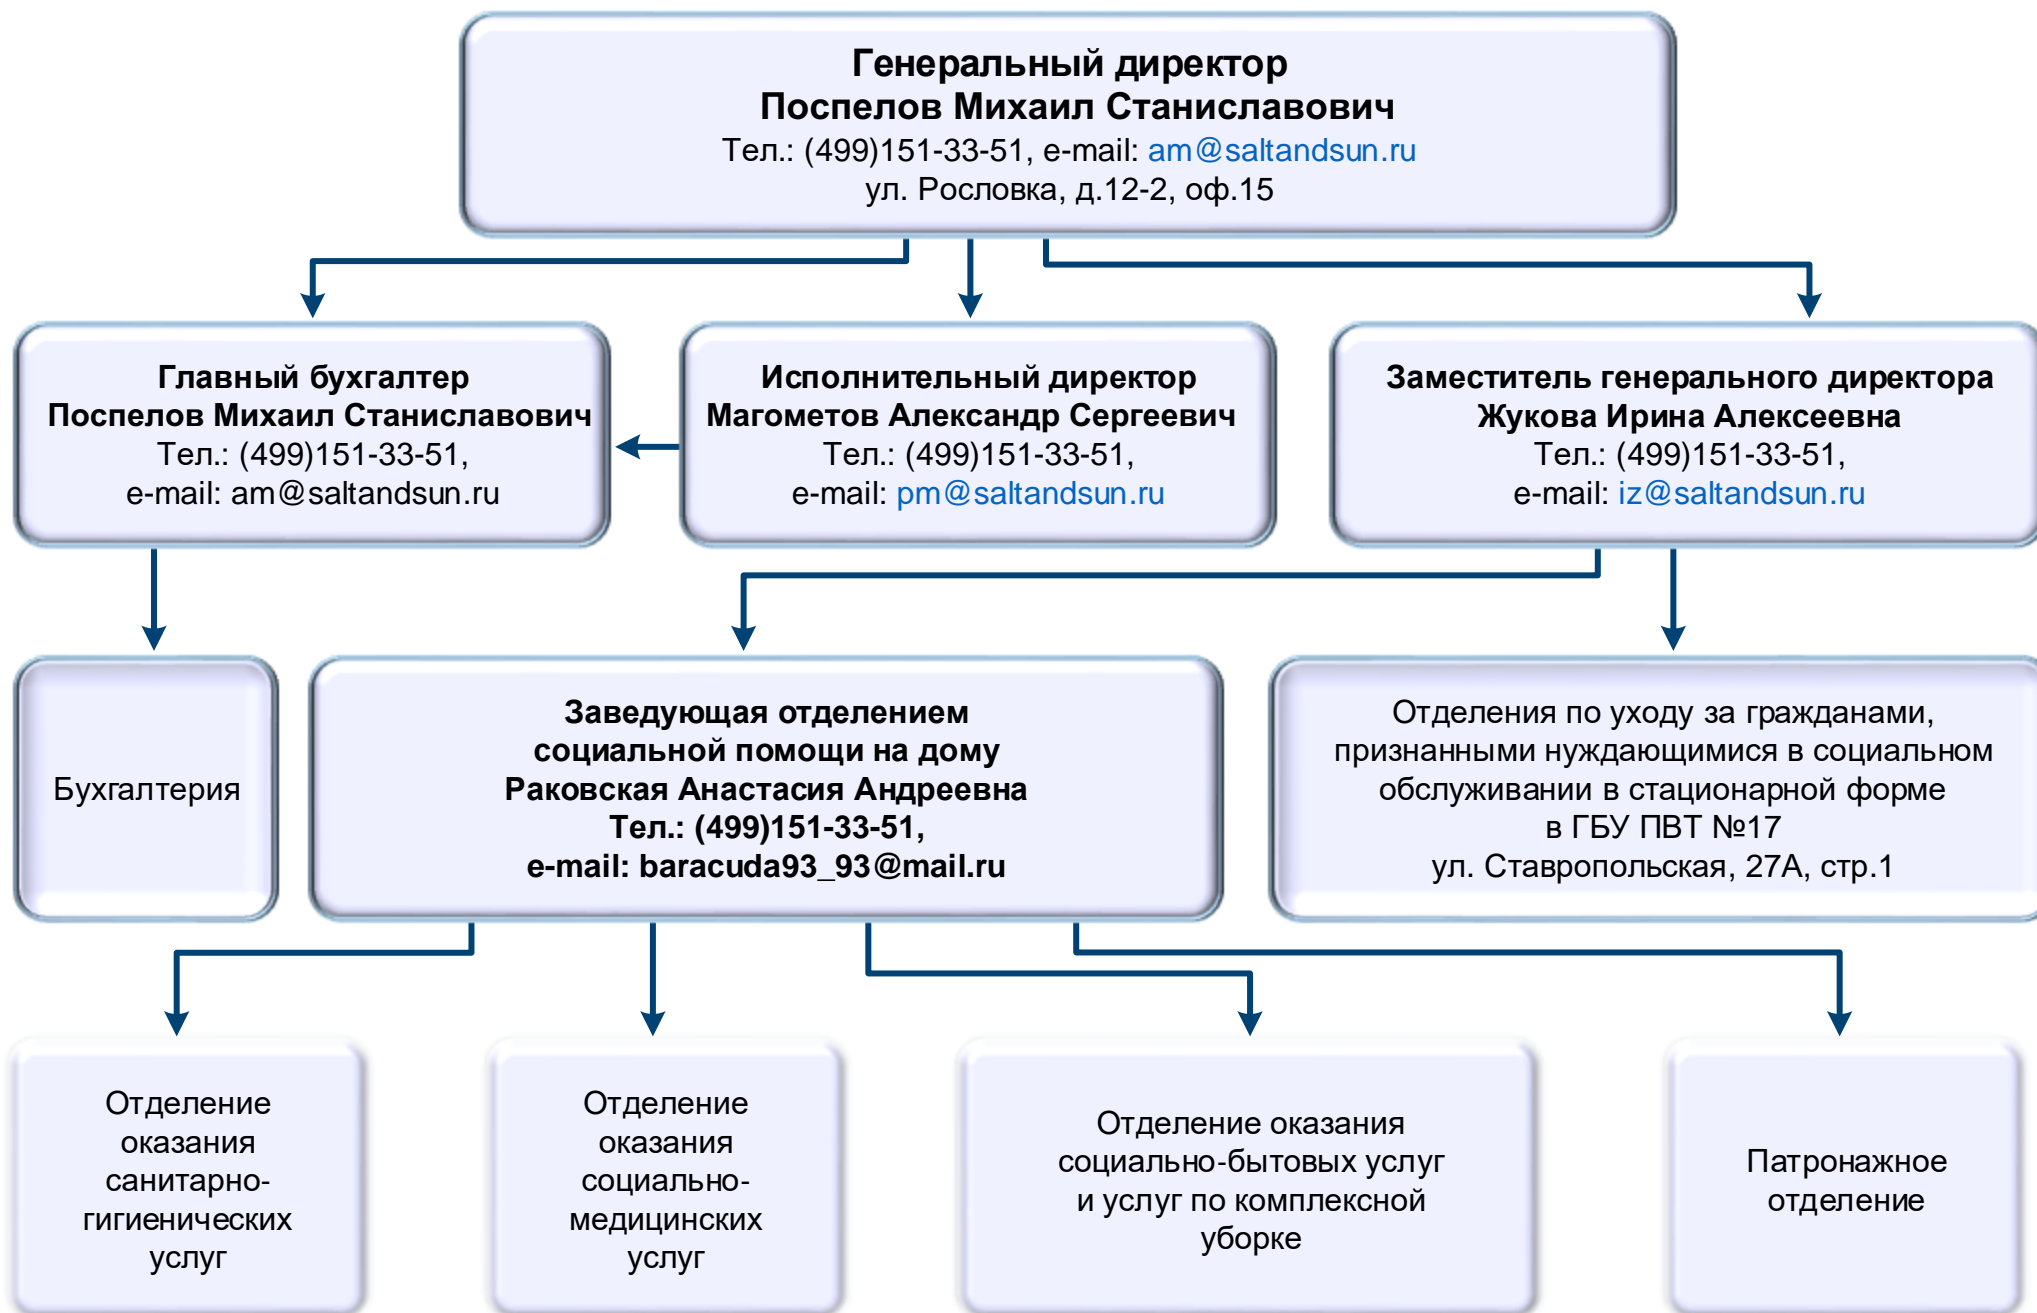 Генеральный директор
Поспелов Михаил Станиславович
Тел.: (499)151-33-51, e-mail: am@saltandsun.ru
ул. Рословка, д.12-2, оф.15
Главный бухгалтер
Поспелов Михаил Станиславович
Тел.: (499)151-33-51,
e-mail: am@saltandsun.ru
Исполнительный директор
Магометов Александр Сергеевич
Тел.: (499)151-33-51,
e-mail: pm@saltandsun.ru
Заместитель генерального директора
Жукова Ирина Алексеевна
Тел.: (499)151-33-51,
e-mail: iz@saltandsun.ru
Бухгалтерия
Заведующая отделением
социальной помощи на дому
Раковская Анастасия Андреевна
Тел.: (499)151-33-51,
e-mail: baracuda93_93@mail.ru
Отделения по уходу за гражданами,
признанными нуждающимися в социальном
обслуживании в стационарной форме
в ГБУ ПВТ №17
ул. Ставропольская, 27А, стр.1
Отделение
оказания
санитарно-
гигиенических
услуг
Отделение
оказания
социально-
медицинских
услуг
Отделение оказания
социально-бытовых услуг
и услуг по комплексной
уборке
Патронажное
отделение